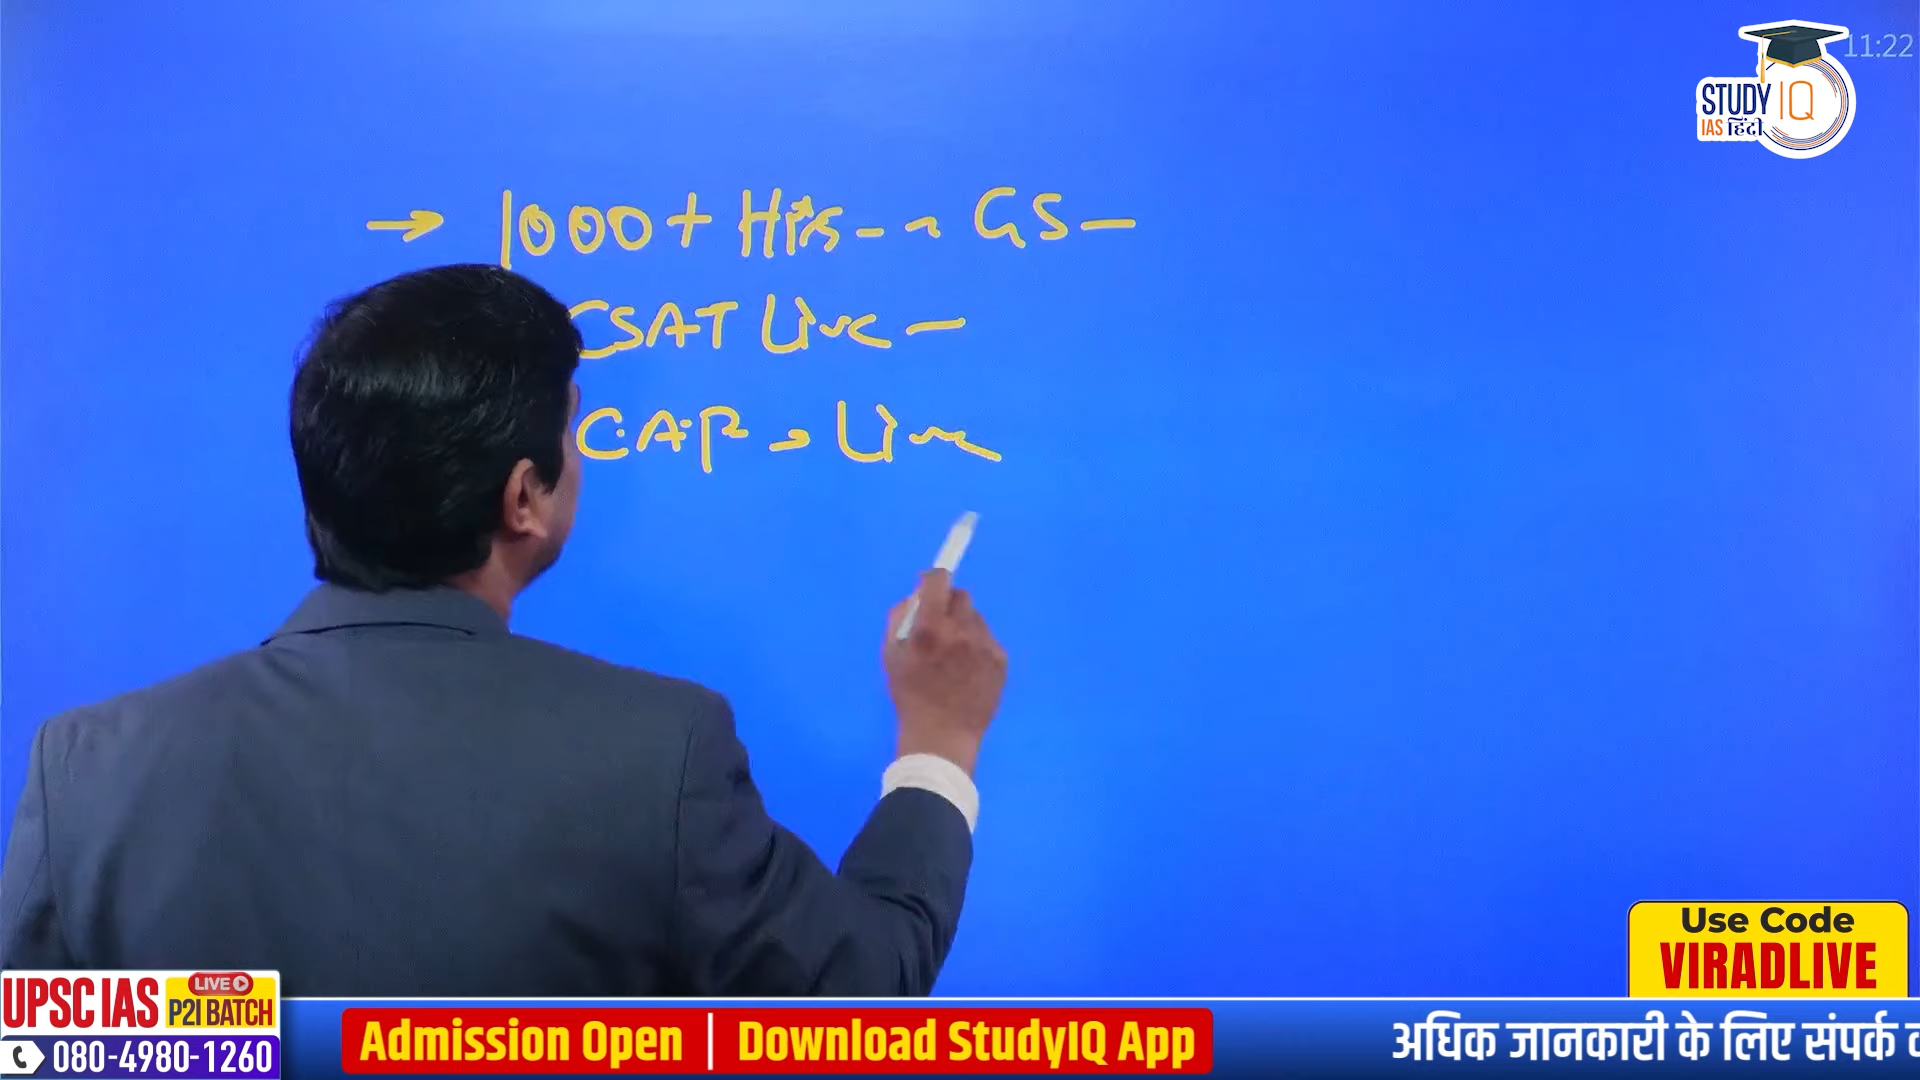 11:22
STUDY IQ
IAS हिंदी
→ 1000+ Hrs - GS -
CSAT Live -
C.A.P → Live
Use Code
VIRADLIVE
UPSC IAS LIVE P2I BATCH
080-4980-1260
Admission Open | Download StudyIQ App
अधिक जानकारी के लिए संपर्क